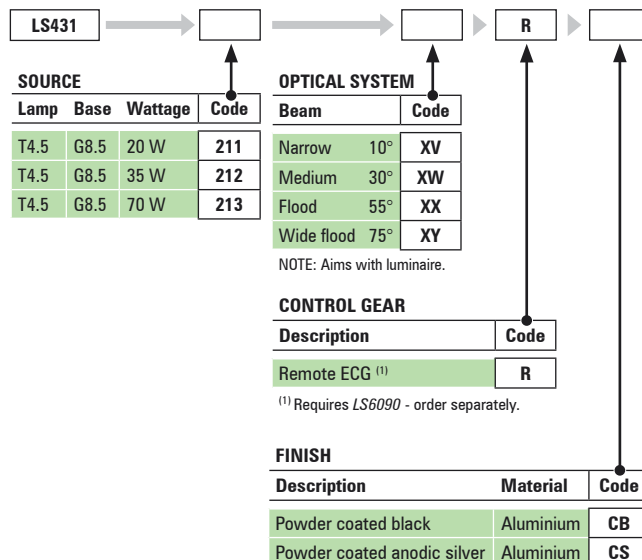 LS431 R
SOURCE
Lamp Base Wattage Code
T4.5 G8.5 20 W 211
T4.5 G8.5 35 W 212
T4.5 G8.5 70 W 213
OPTICAL SYSTEM
Beam Code
Narrow 10° XV
Medium 30° XW
Flood 55° XX
Wide flood 75° XY
NOTE: Aims with luminaire.
CONTROL GEAR
Description Code
Remote ECG (1) R
(1) Requires LS6090 - order separately.
FINISH
Description Material Code
Powder coated black Aluminium CB
Powder coated anodic silver Aluminium CS